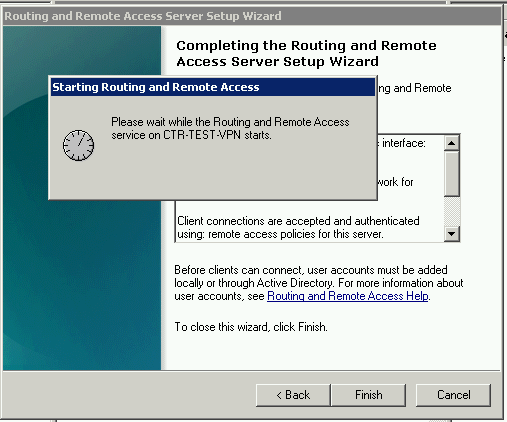 Routing and Remote Access Server Setup Wizard
Completing the Routing and Remote
Access Server Setup Wizard
ng and Remote
Starting Routing and Remote Access
Please wait while the Routing and Remote Access
service on CTR-TEST-VPN starts.
interface:
work for
Client connections are accepted and authenticated
using: remote access policies for this server.
Before clients can connect, user accounts must be added
locally or through Active Directory. For more information about
user accounts, see Routing and Remote Access Help.
To close this wizard, click Finish.
< Back
Finish
Cancel